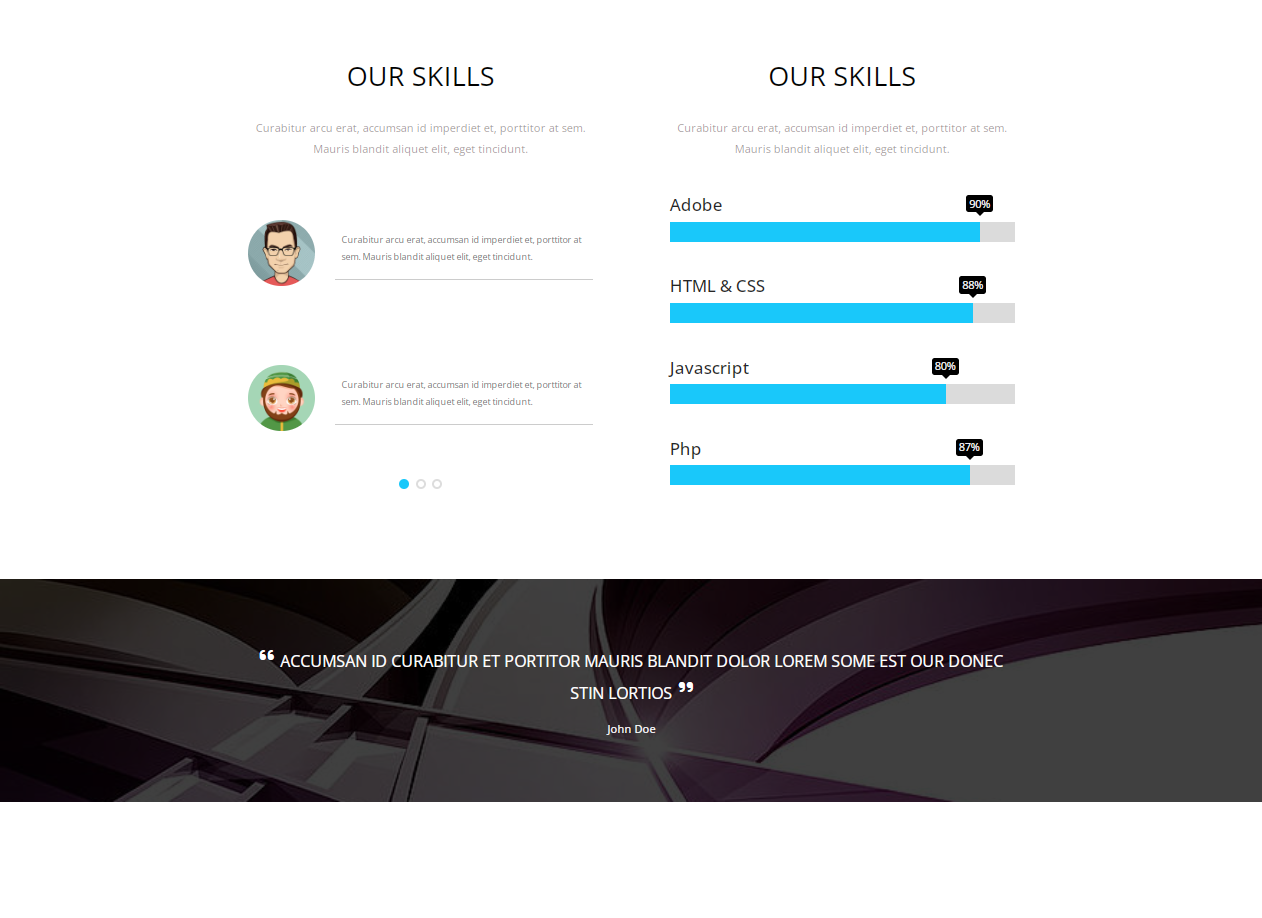 OUR SKILLS
Curabitur arcu erat, accumsan id imperdiet et, porttitor at sem.
Mauris blandit aliquet elit, eget tincidunt.
Curabitur arcu erat, accumsan id imperdiet et, porttitor at
sem. Mauris blandit aliquet elit, eget tincidunt.
Curabitur arcu erat, accumsan id imperdiet et, porttitor at
sem. Mauris blandit aliquet elit, eget tincidunt.
OUR SKILLS
Curabitur arcu erat, accumsan id imperdiet et, porttitor at sem.
Mauris blandit aliquet elit, eget tincidunt.
Adobe 90%
HTML & CSS 88%
Javascript 80%
Php 87%
❝ ACCUMSAN ID CURABITUR ET PORTITOR MAURIS BLANDIT DOLOR LOREM SOME EST OUR DONEC
STIN LORTIOS ❞
John Doe